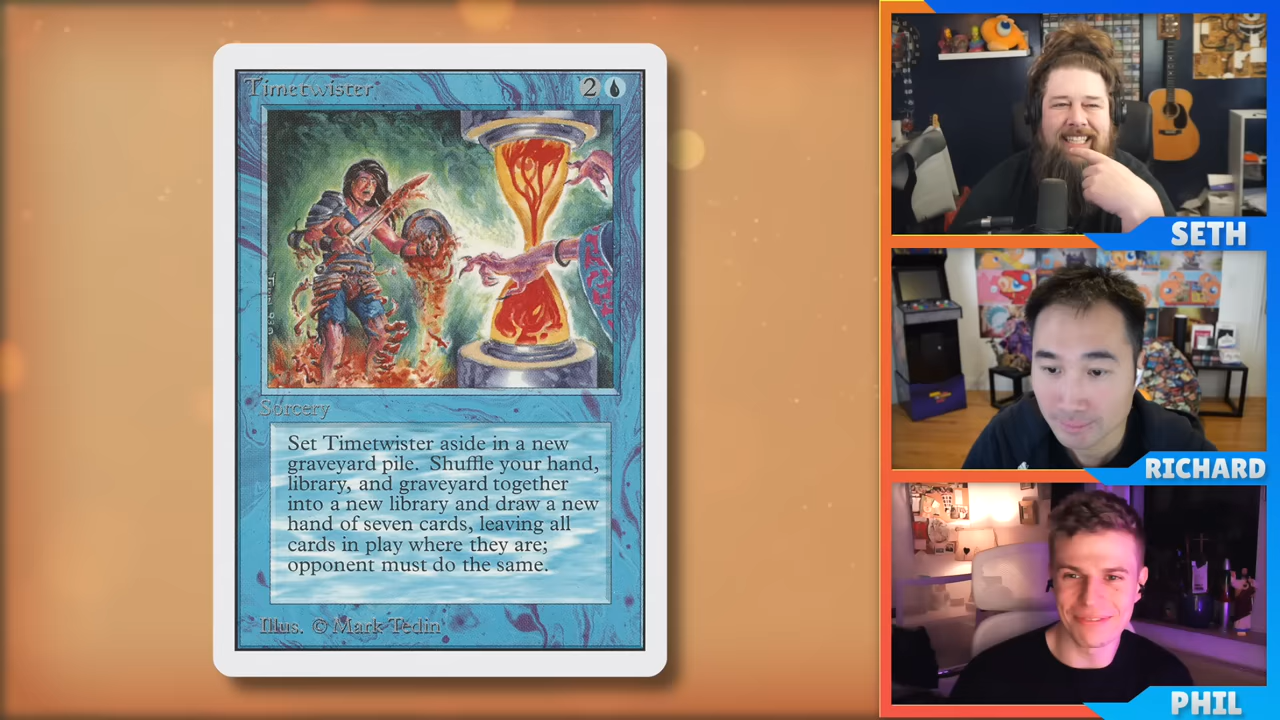 Timetwister
2
Sorcery
Set Timetwister aside in a new
graveyard pile. Shuffle your hand,
library, and graveyard together
into a new library and draw a new
hand of seven cards, leaving all
cards in play where they are;
opponent must do the same.
Illus. © Mark Tedin
SETH
RICHARD
PHIL